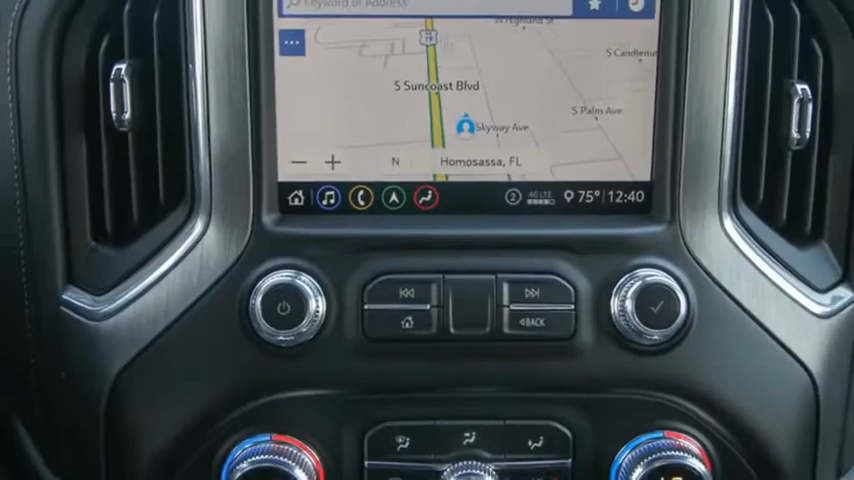 Keyword or Address
W Highland St
19
S Candlenut
S Suncoast Blvd
S Palm Ave
Skyway Ave
N
Homosassa, FL
2
4G LTE
75°
12:40
BACK